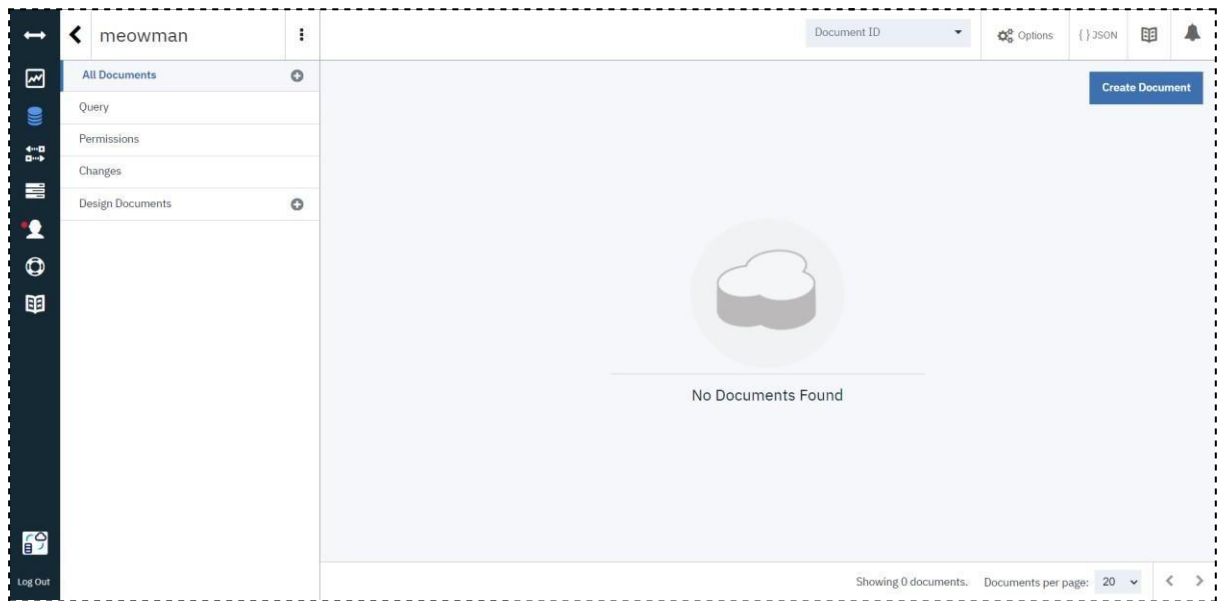 meowman
Document ID
Options
{ } JSON
All Documents
Create Document
Query
Permissions
Changes
Design Documents
No Documents Found
Log Out
Showing 0 documents. Documents per page: 20